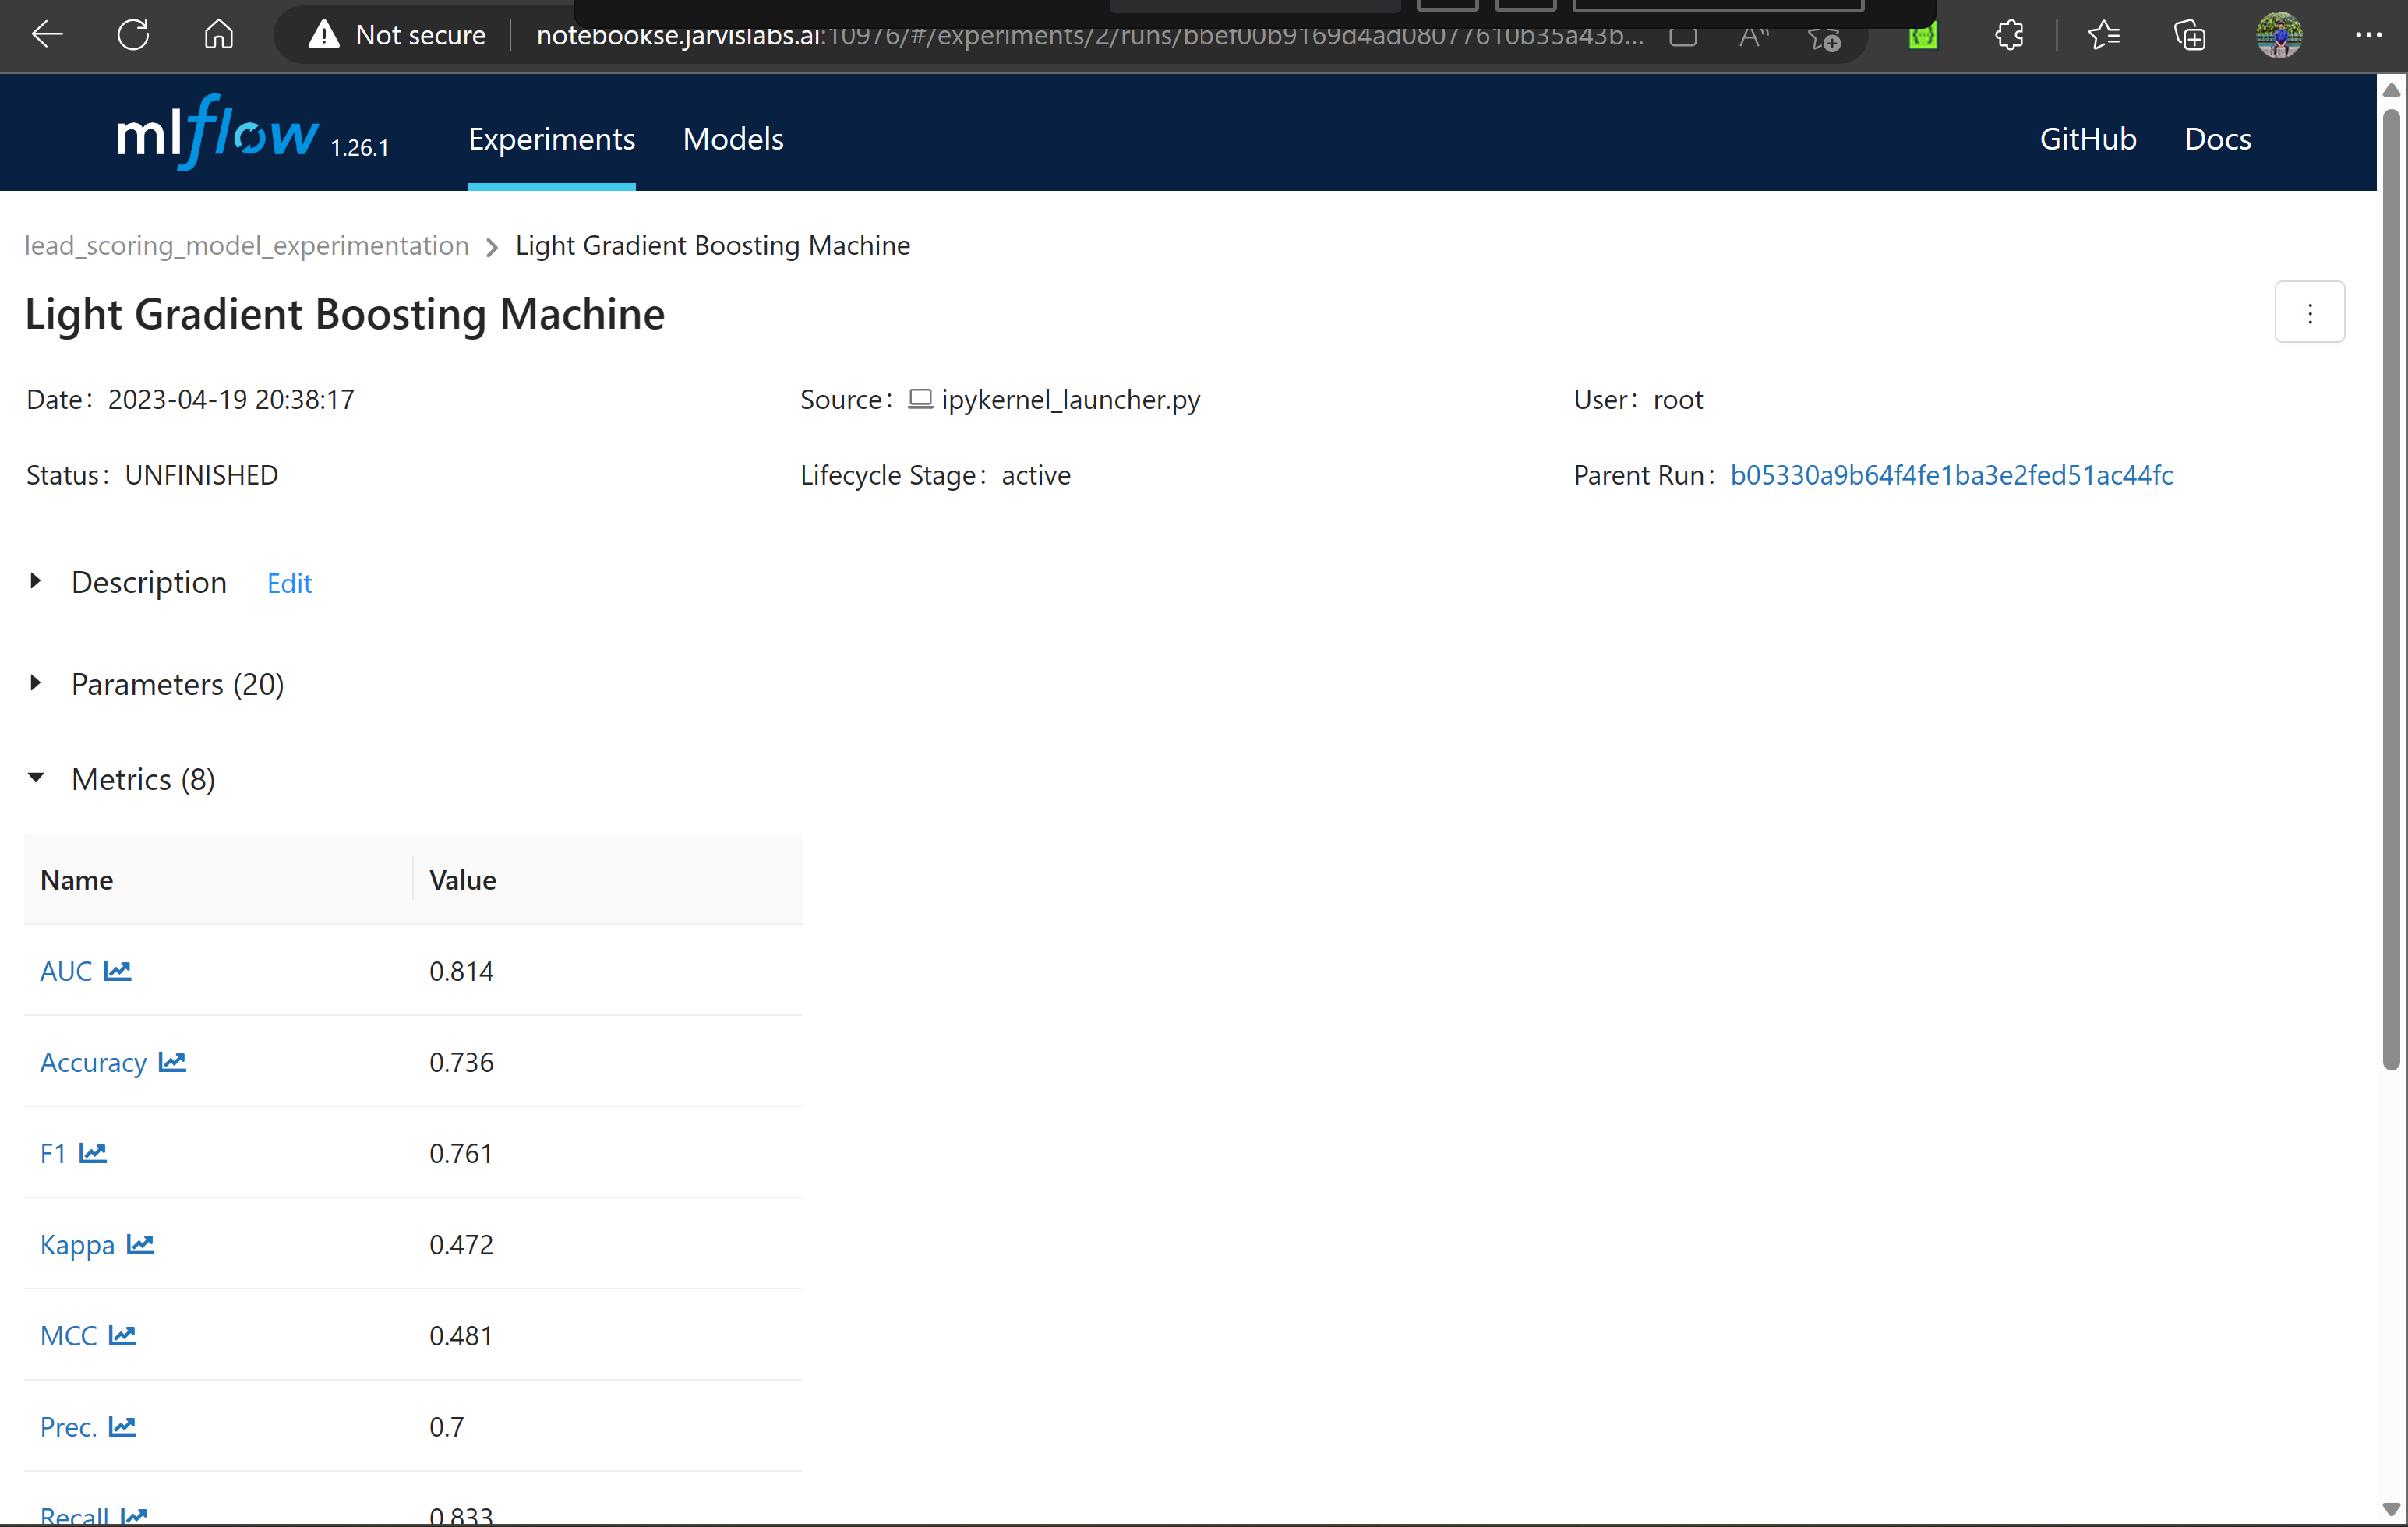 Not secure notebookse.jarvislabs.ai:10976/#/experiments/2/runs/bbef00b9169d4ad08077610b35a43b...
mlflow 1.26.1 Experiments Models GitHub Docs
lead_scoring_model_experimentation > Light Gradient Boosting Machine
Light Gradient Boosting Machine
Date: 2023-04-19 20:38:17 Source: ipykernel_launcher.py User: root
Status: UNFINISHED Lifecycle Stage: active Parent Run: b05330a9b64f4fe1ba3e2fed51ac44fc
Description Edit
Parameters (20)
Metrics (8)
Name Value
AUC 0.814
Accuracy 0.736
F1 0.761
Kappa 0.472
MCC 0.481
Prec. 0.7
Recall 0.833